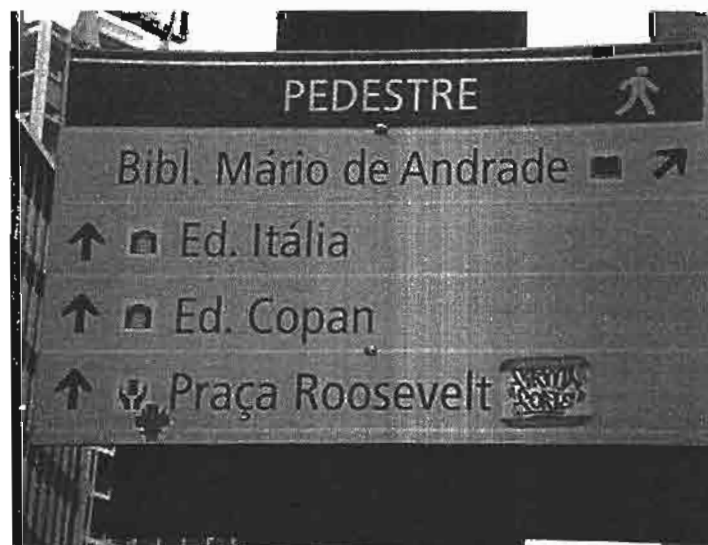 PEDESTRE
Bibl. Mário de Andrade
Ed. Itália
Ed. Copan
Praça Roosevelt